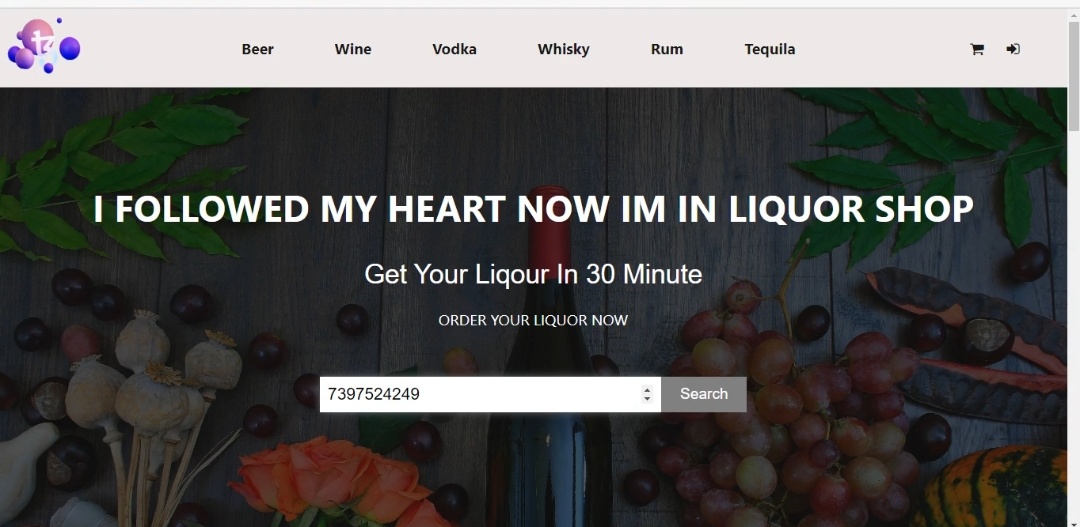 Beer Wine Vodka Whisky Rum Tequila
I FOLLOWED MY HEART NOW IM IN LIQUOR SHOP
Get Your Liqour In 30 Minute
ORDER YOUR LIQUOR NOW
7397524249 Search